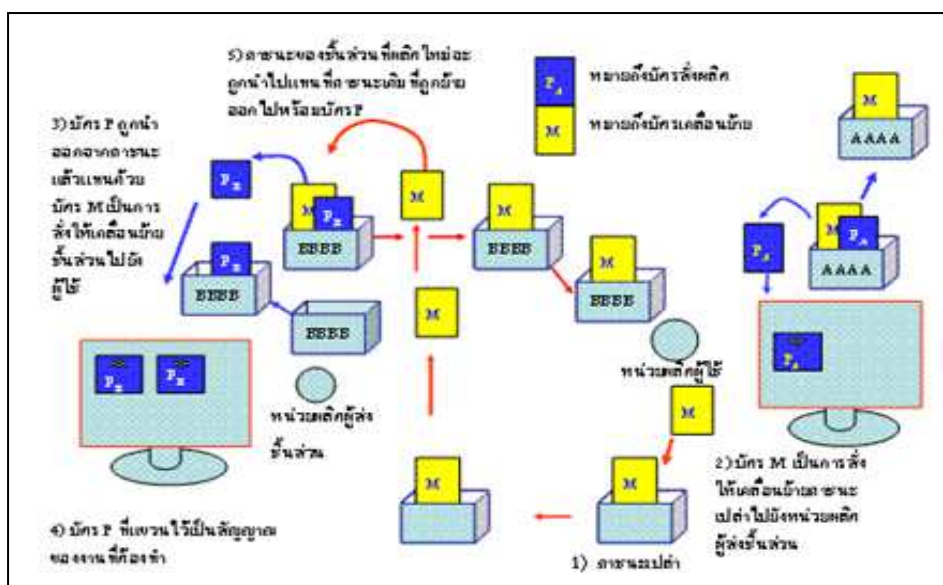 5) ภาชนะของชิ้นส่วนที่ผลิตใหม่จะ
ถูกนำไปแทนที่ภาชนะเดิมที่ถูกย้าย
ออกไปพร้อมบัตร P
P_A
หมายถึงบัตรสั่งผลิต
M
หมายถึงบัตรเคลื่อนย้าย
3) บัตร P ถูกนำ
ออกจากภาชนะ
แล้วแทนด้วย
บัตร M เป็นการ
สั่งให้เคลื่อนย้าย
ชิ้นส่วนไปยัง
ผู้ใช้
M
AAAA
P_B
M
P_B
BBBB
M
M
BBBB
P_A
M
P_A
AAAA
P_B
BBBB
BBBB
M
M
BBBB
P_B
P_B
P_A
หน่วยผลิตผู้ใช้
หน่วยผลิตผู้ส่ง
ชิ้นส่วน
M
M
M
2) บัตร M เป็นการสั่ง
ให้เคลื่อนย้ายภาชนะ
เปล่าไปยังหน่วยผลิต
ผู้ส่งชิ้นส่วน
4) บัตร P ที่แขวนไว้เป็นสัญญาณ
ของงานที่ต้องทำ
1) ภาชนะเปล่า